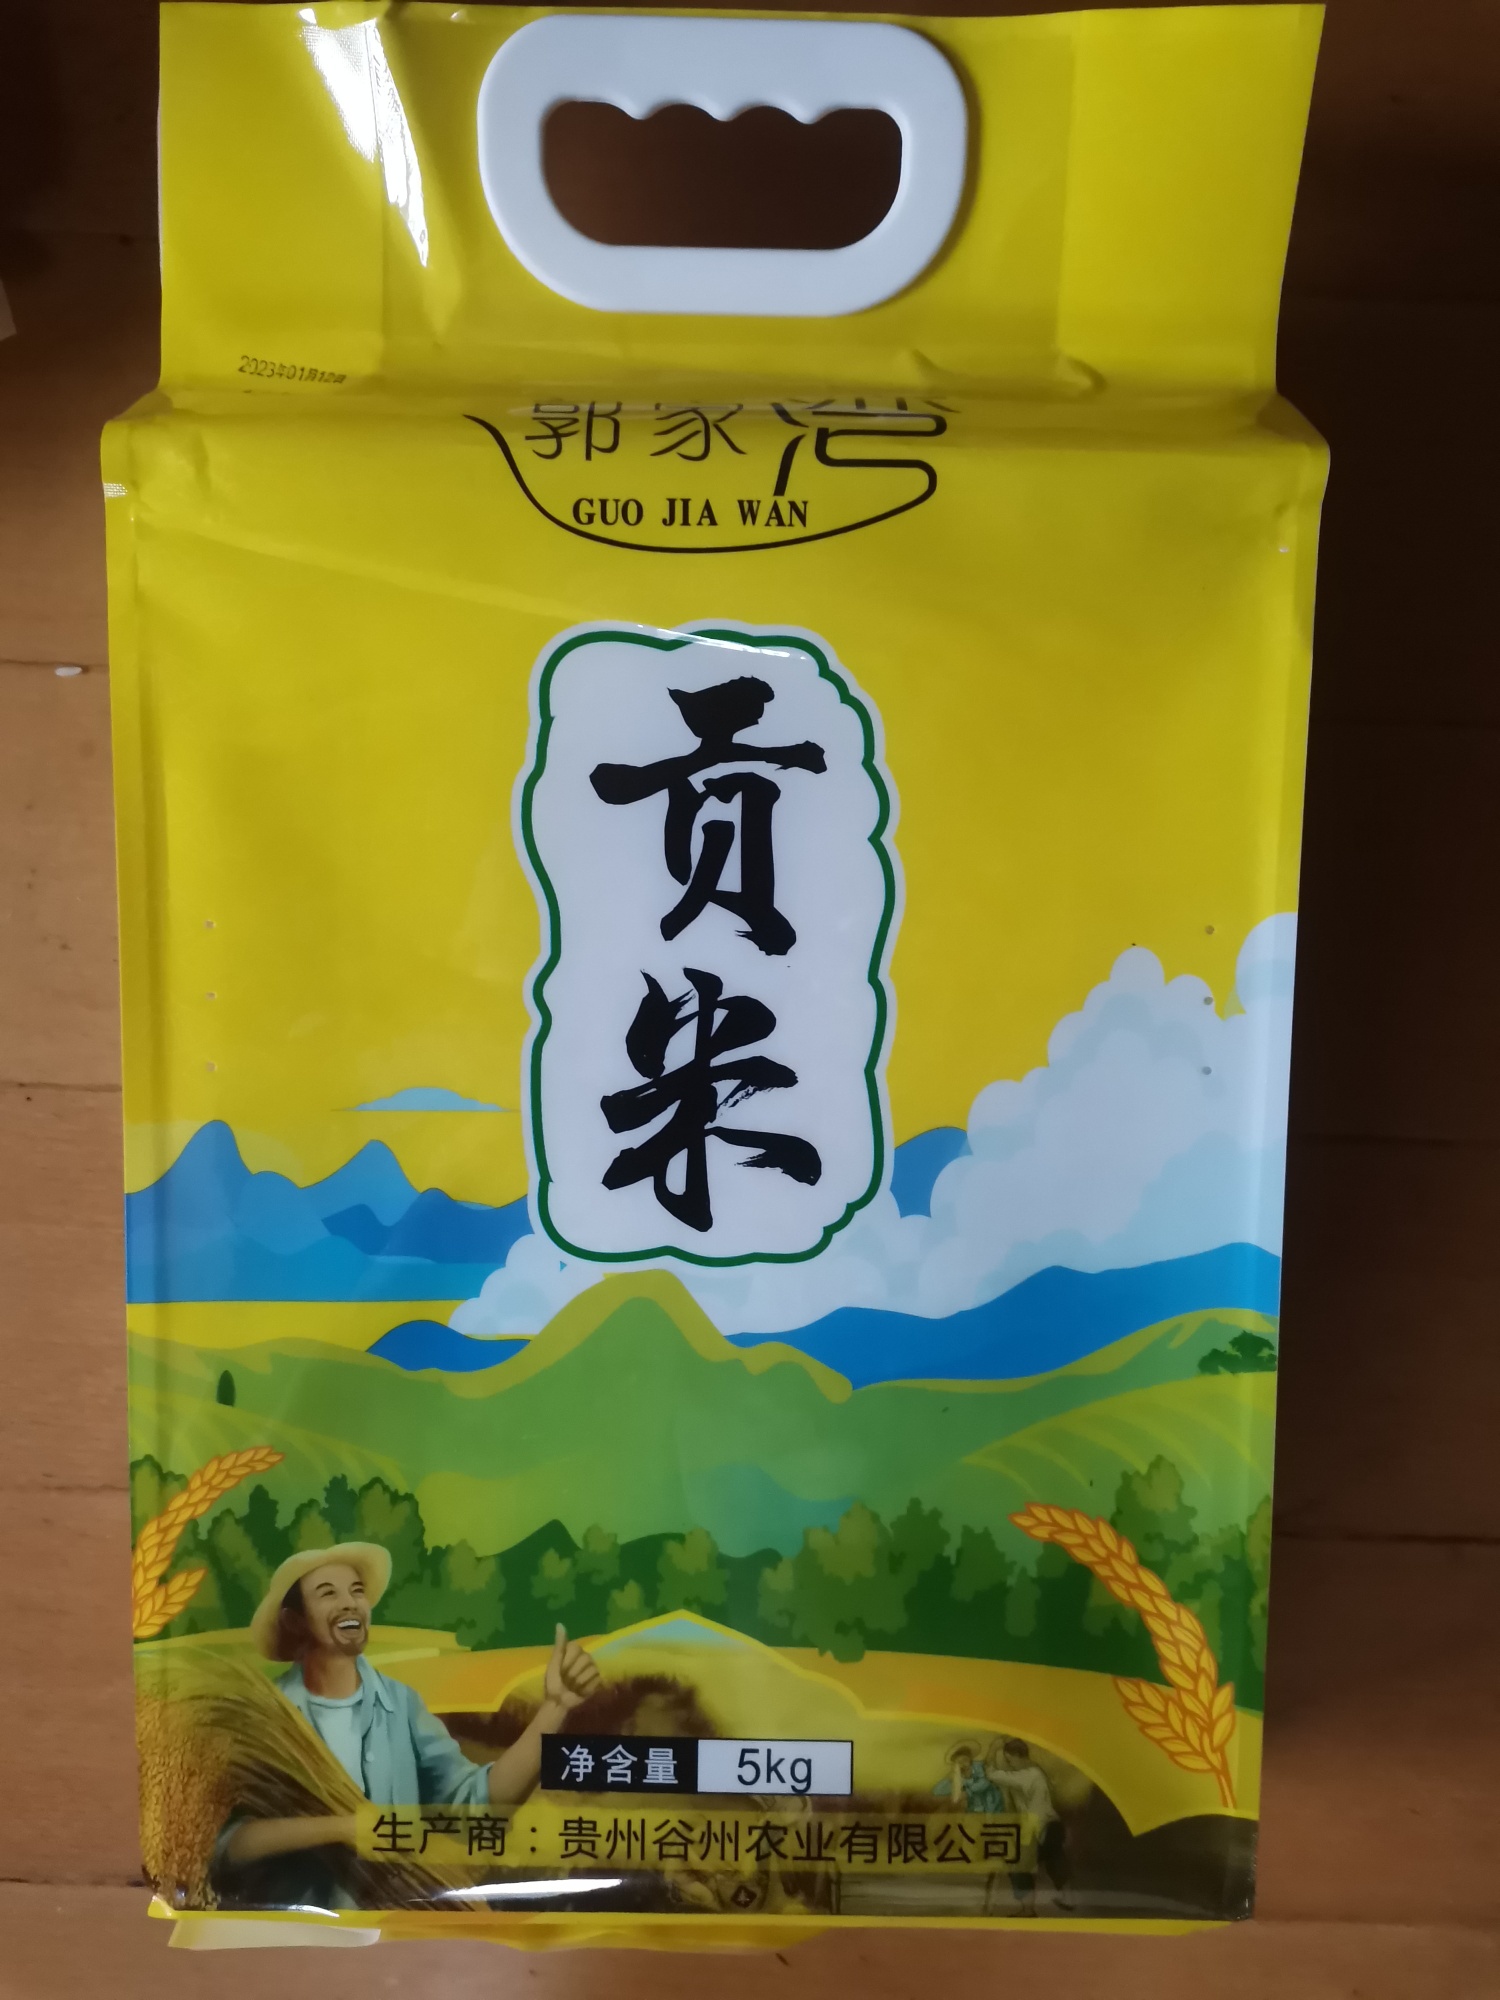 2023年01月12日
郭家湾
GUO JIA WAN
贡
米
净含量 5kg
生产商：贵州谷州农业有限公司